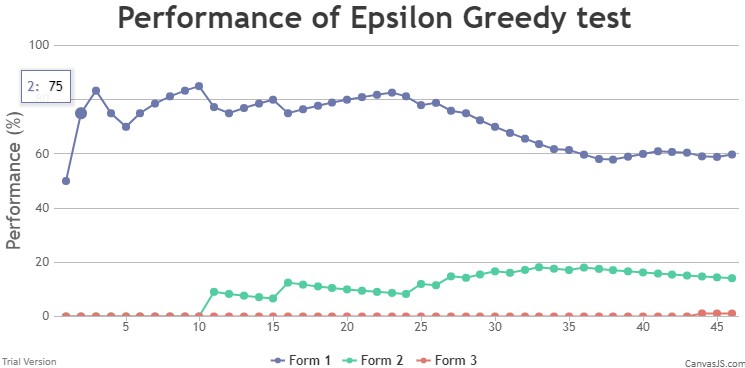 Performance of Epsilon Greedy test
Performance (%)
100
80
60
40
20
0
2: 75
5 10 15 20 25 30 35 40 45
Form 1 Form 2 Form 3
Trial Version
CanvasJS.com